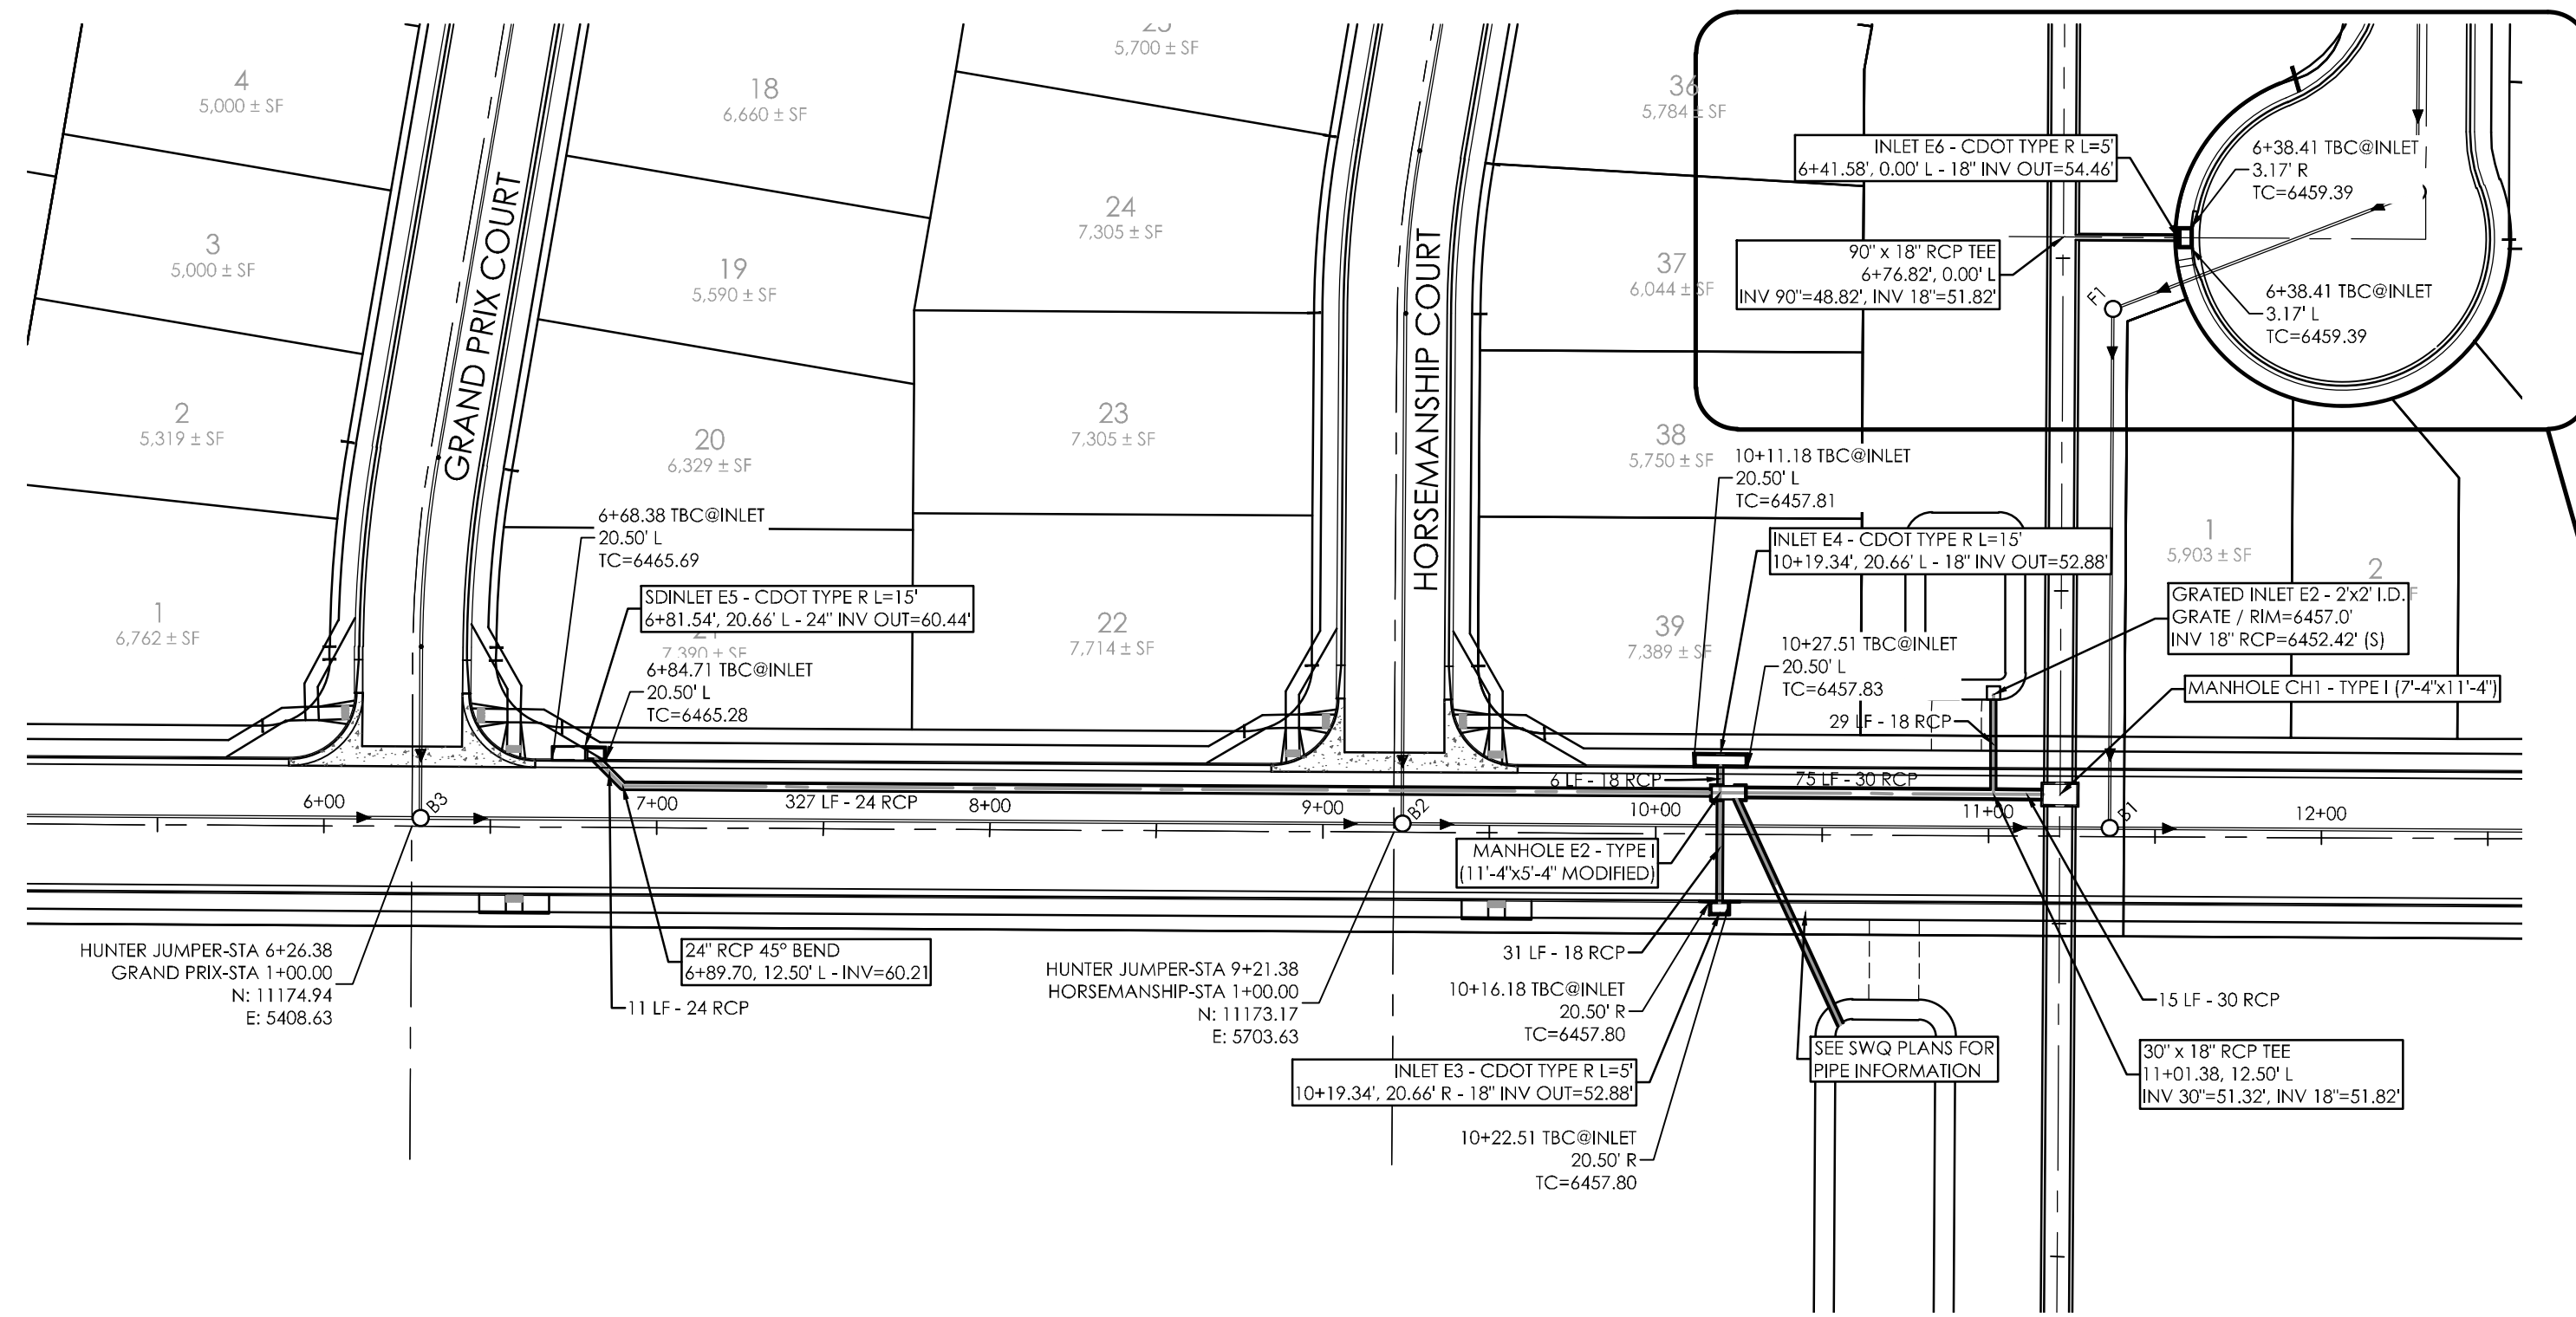 4
5,000 ± SF
3
5,000 ± SF
2
5,319 ± SF
1
6,762 ± SF
GRAND PRIX COURT
18
6,660 ± SF
19
5,590 ± SF
20
6,329 ± SF
7,390 ± SF
5,700 ± SF
24
7,305 ± SF
23
7,305 ± SF
22
7,714 ± SF
HORSEMANSHIP COURT
36
5,784 ± SF
37
6,044 ± SF
38
5,750 ± SF
39
7,389 ± SF
1
5,903 ± SF
2
F
INLET E6 - CDOT TYPE R L=5'
6+41.58', 0.00' L - 18" INV OUT=54.46'
6+38.41 TBC@INLET
3.17' R
TC=6459.39
90" x 18" RCP TEE
6+76.82', 0.00' L
INV 90"=48.82', INV 18"=51.82'
F1
6+38.41 TBC@INLET
3.17' L
TC=6459.39
6+68.38 TBC@INLET
20.50' L
TC=6465.69
SDINLET E5 - CDOT TYPE R L=15'
6+81.54', 20.66' L - 24" INV OUT=60.44'
6+84.71 TBC@INLET
20.50' L
TC=6465.28
10+11.18 TBC@INLET
20.50' L
TC=6457.81
INLET E4 - CDOT TYPE R L=15'
10+19.34', 20.66' L - 18" INV OUT=52.88'
10+27.51 TBC@INLET
20.50' L
TC=6457.83
GRATED INLET E2 - 2'x2' I.D.
GRATE / RIM=6457.0'
INV 18" RCP=6452.42' (S)
MANHOLE CH1 - TYPE I (7'-4"x11'-4")
29 LF - 18 RCP
6 LF - 18 RCP
75 LF - 30 RCP
6+00
B3
7+00
327 LF - 24 RCP
8+00
9+00
B2
10+00
11+00
B1
12+00
MANHOLE E2 - TYPE I
(11'-4"x5'-4" MODIFIED)
HUNTER JUMPER-STA 6+26.38
GRAND PRIX-STA 1+00.00
N: 11174.94
E: 5408.63
24" RCP 45° BEND
6+89.70, 12.50' L - INV=60.21
11 LF - 24 RCP
HUNTER JUMPER-STA 9+21.38
HORSEMANSHIP-STA 1+00.00
N: 11173.17
E: 5703.63
31 LF - 18 RCP
10+16.18 TBC@INLET
20.50' R
TC=6457.80
INLET E3 - CDOT TYPE R L=5'
10+19.34', 20.66' R - 18" INV OUT=52.88'
10+22.51 TBC@INLET
20.50' R
TC=6457.80
SEE SWQ PLANS FOR
PIPE INFORMATION
15 LF - 30 RCP
30" x 18" RCP TEE
11+01.38, 12.50' L
INV 30"=51.32', INV 18"=51.82'